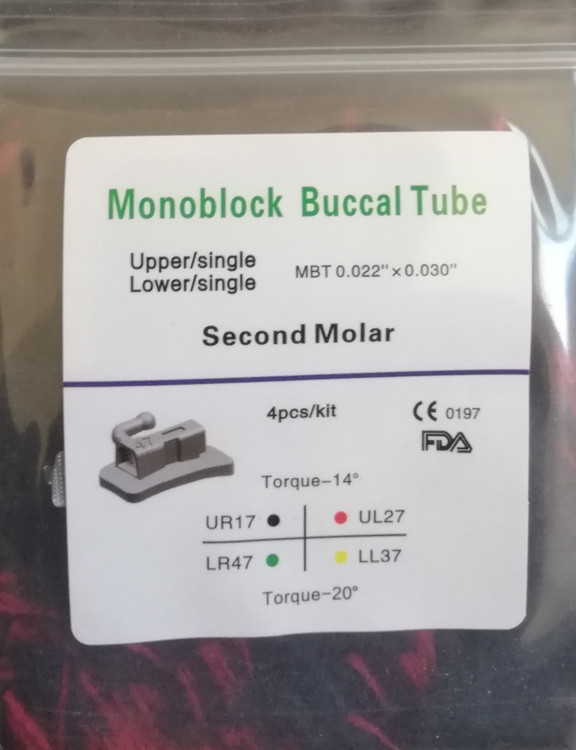 Monoblock Buccal Tube
Upper/single
Lower/single
MBT 0.022"×0.030"
Second Molar
4pcs/kit
CE 0197
FDA
47
Torque-14°
UR17 UL27
LR47 LL37
Torque-20°